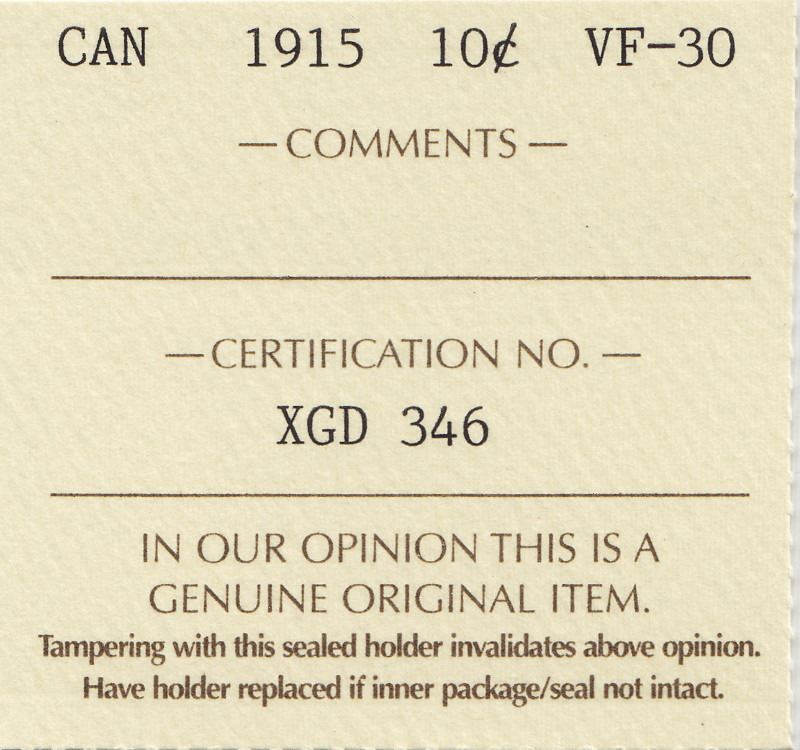 CAN 1915 10¢ VF-30
— COMMENTS —
— CERTIFICATION NO. —
XGD 346
IN OUR OPINION THIS IS A
GENUINE ORIGINAL ITEM.
Tampering with this sealed holder invalidates above opinion.
Have holder replaced if inner package/seal not intact.